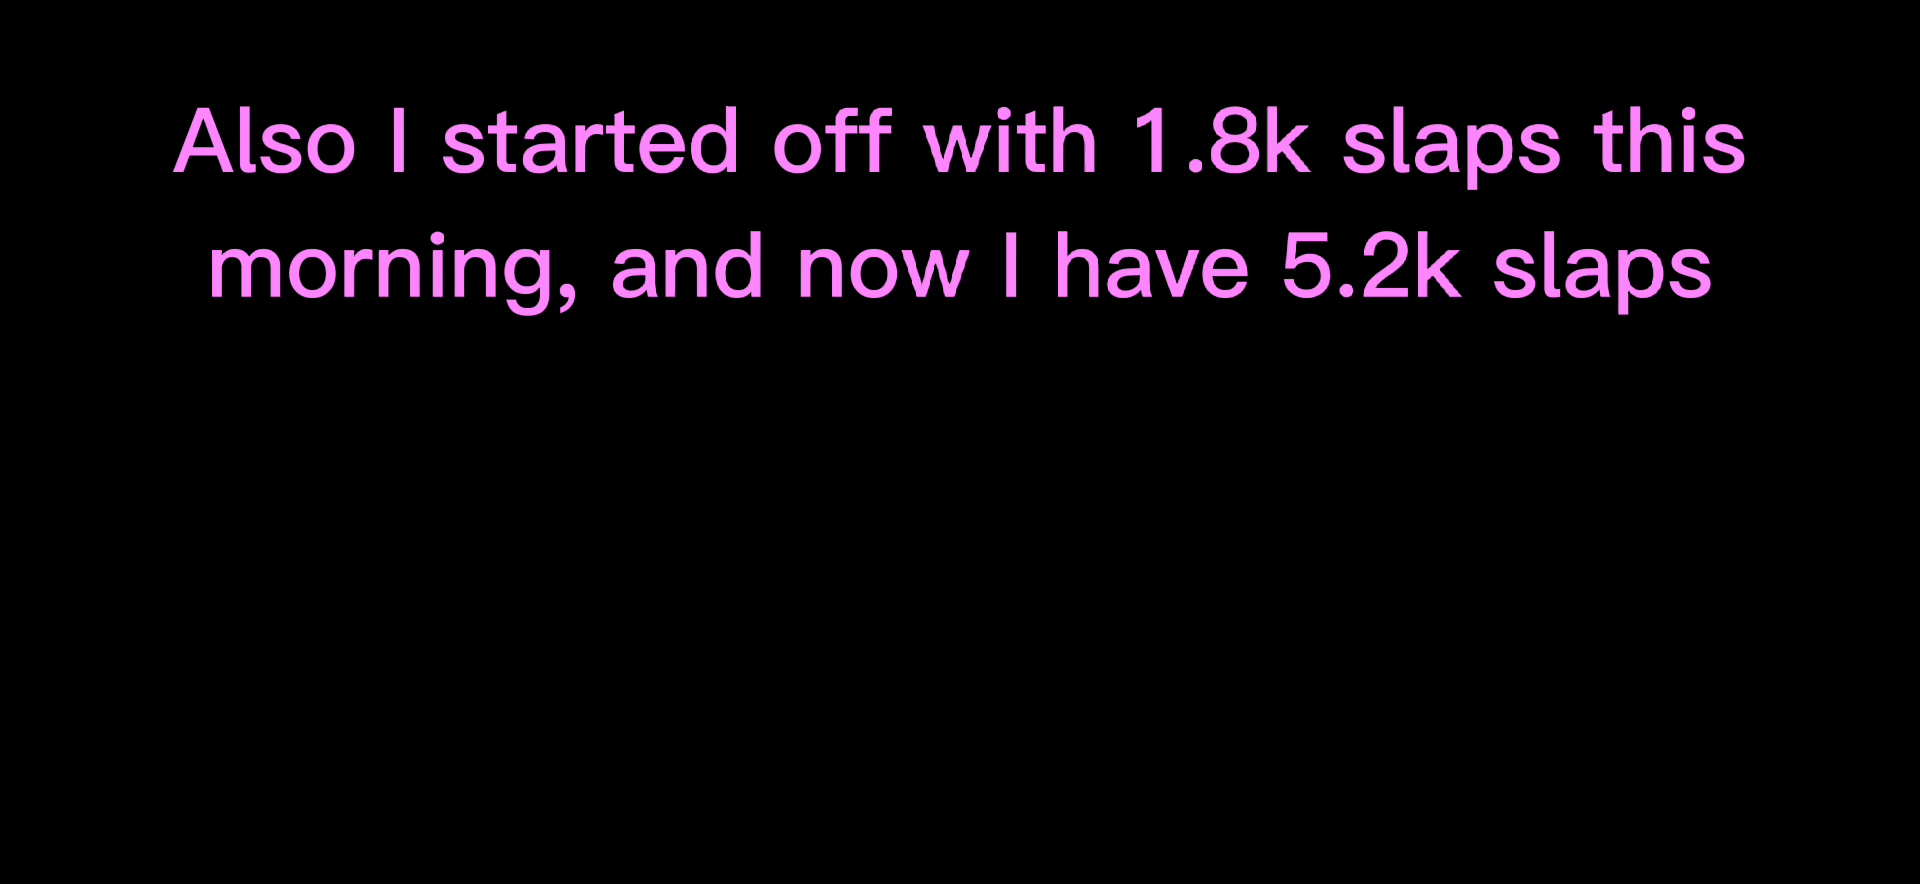 Also I started off with 1.8k slaps this
morning, and now I have 5.2k slaps